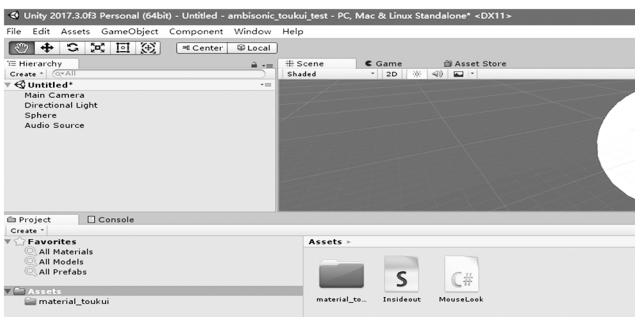 Unity 2017.3.0f3 Personal (64bit) - Untitled - ambisonic_toukui_test - PC, Mac & Linux Standalone* <DX11>
File Edit Assets GameObject Component Window Help
Center Local
Hierarchy Scene Game Asset Store
Create All Shaded 2D
Untitled*
Main Camera
Directional Light
Sphere
Audio Source
Project Console
Create
Favorites Assets
All Materials
All Models
All Prefabs
Assets
material_toukui
material_to... Insideout MouseLook
S C#